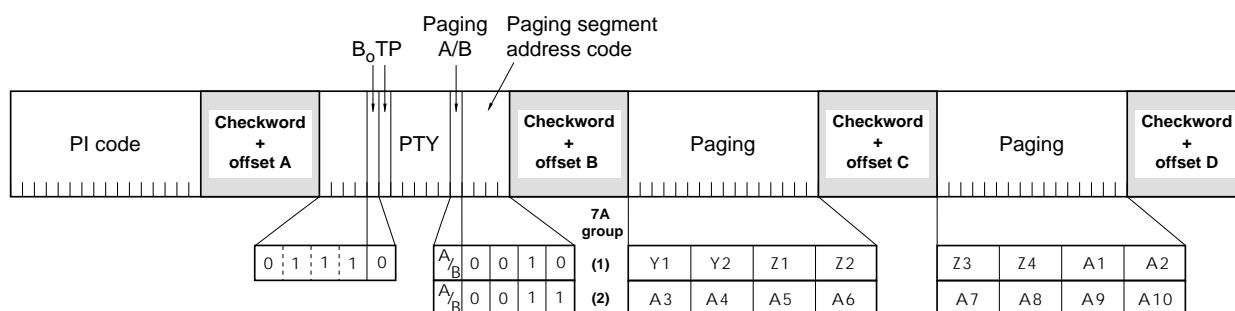 Paging Paging segment
BoTP A/B address code
PI code
Checkword + offset A
PTY
Checkword + offset B
Paging
Checkword + offset C
Paging
Checkword + offset D
7A group
0 1 1 1 0 A/B 0 0 1 0 (1) Y1 Y2 Z1 Z2 Z3 Z4 A1 A2
A/B 0 0 1 1 (2) A3 A4 A5 A6 A7 A8 A9 A10